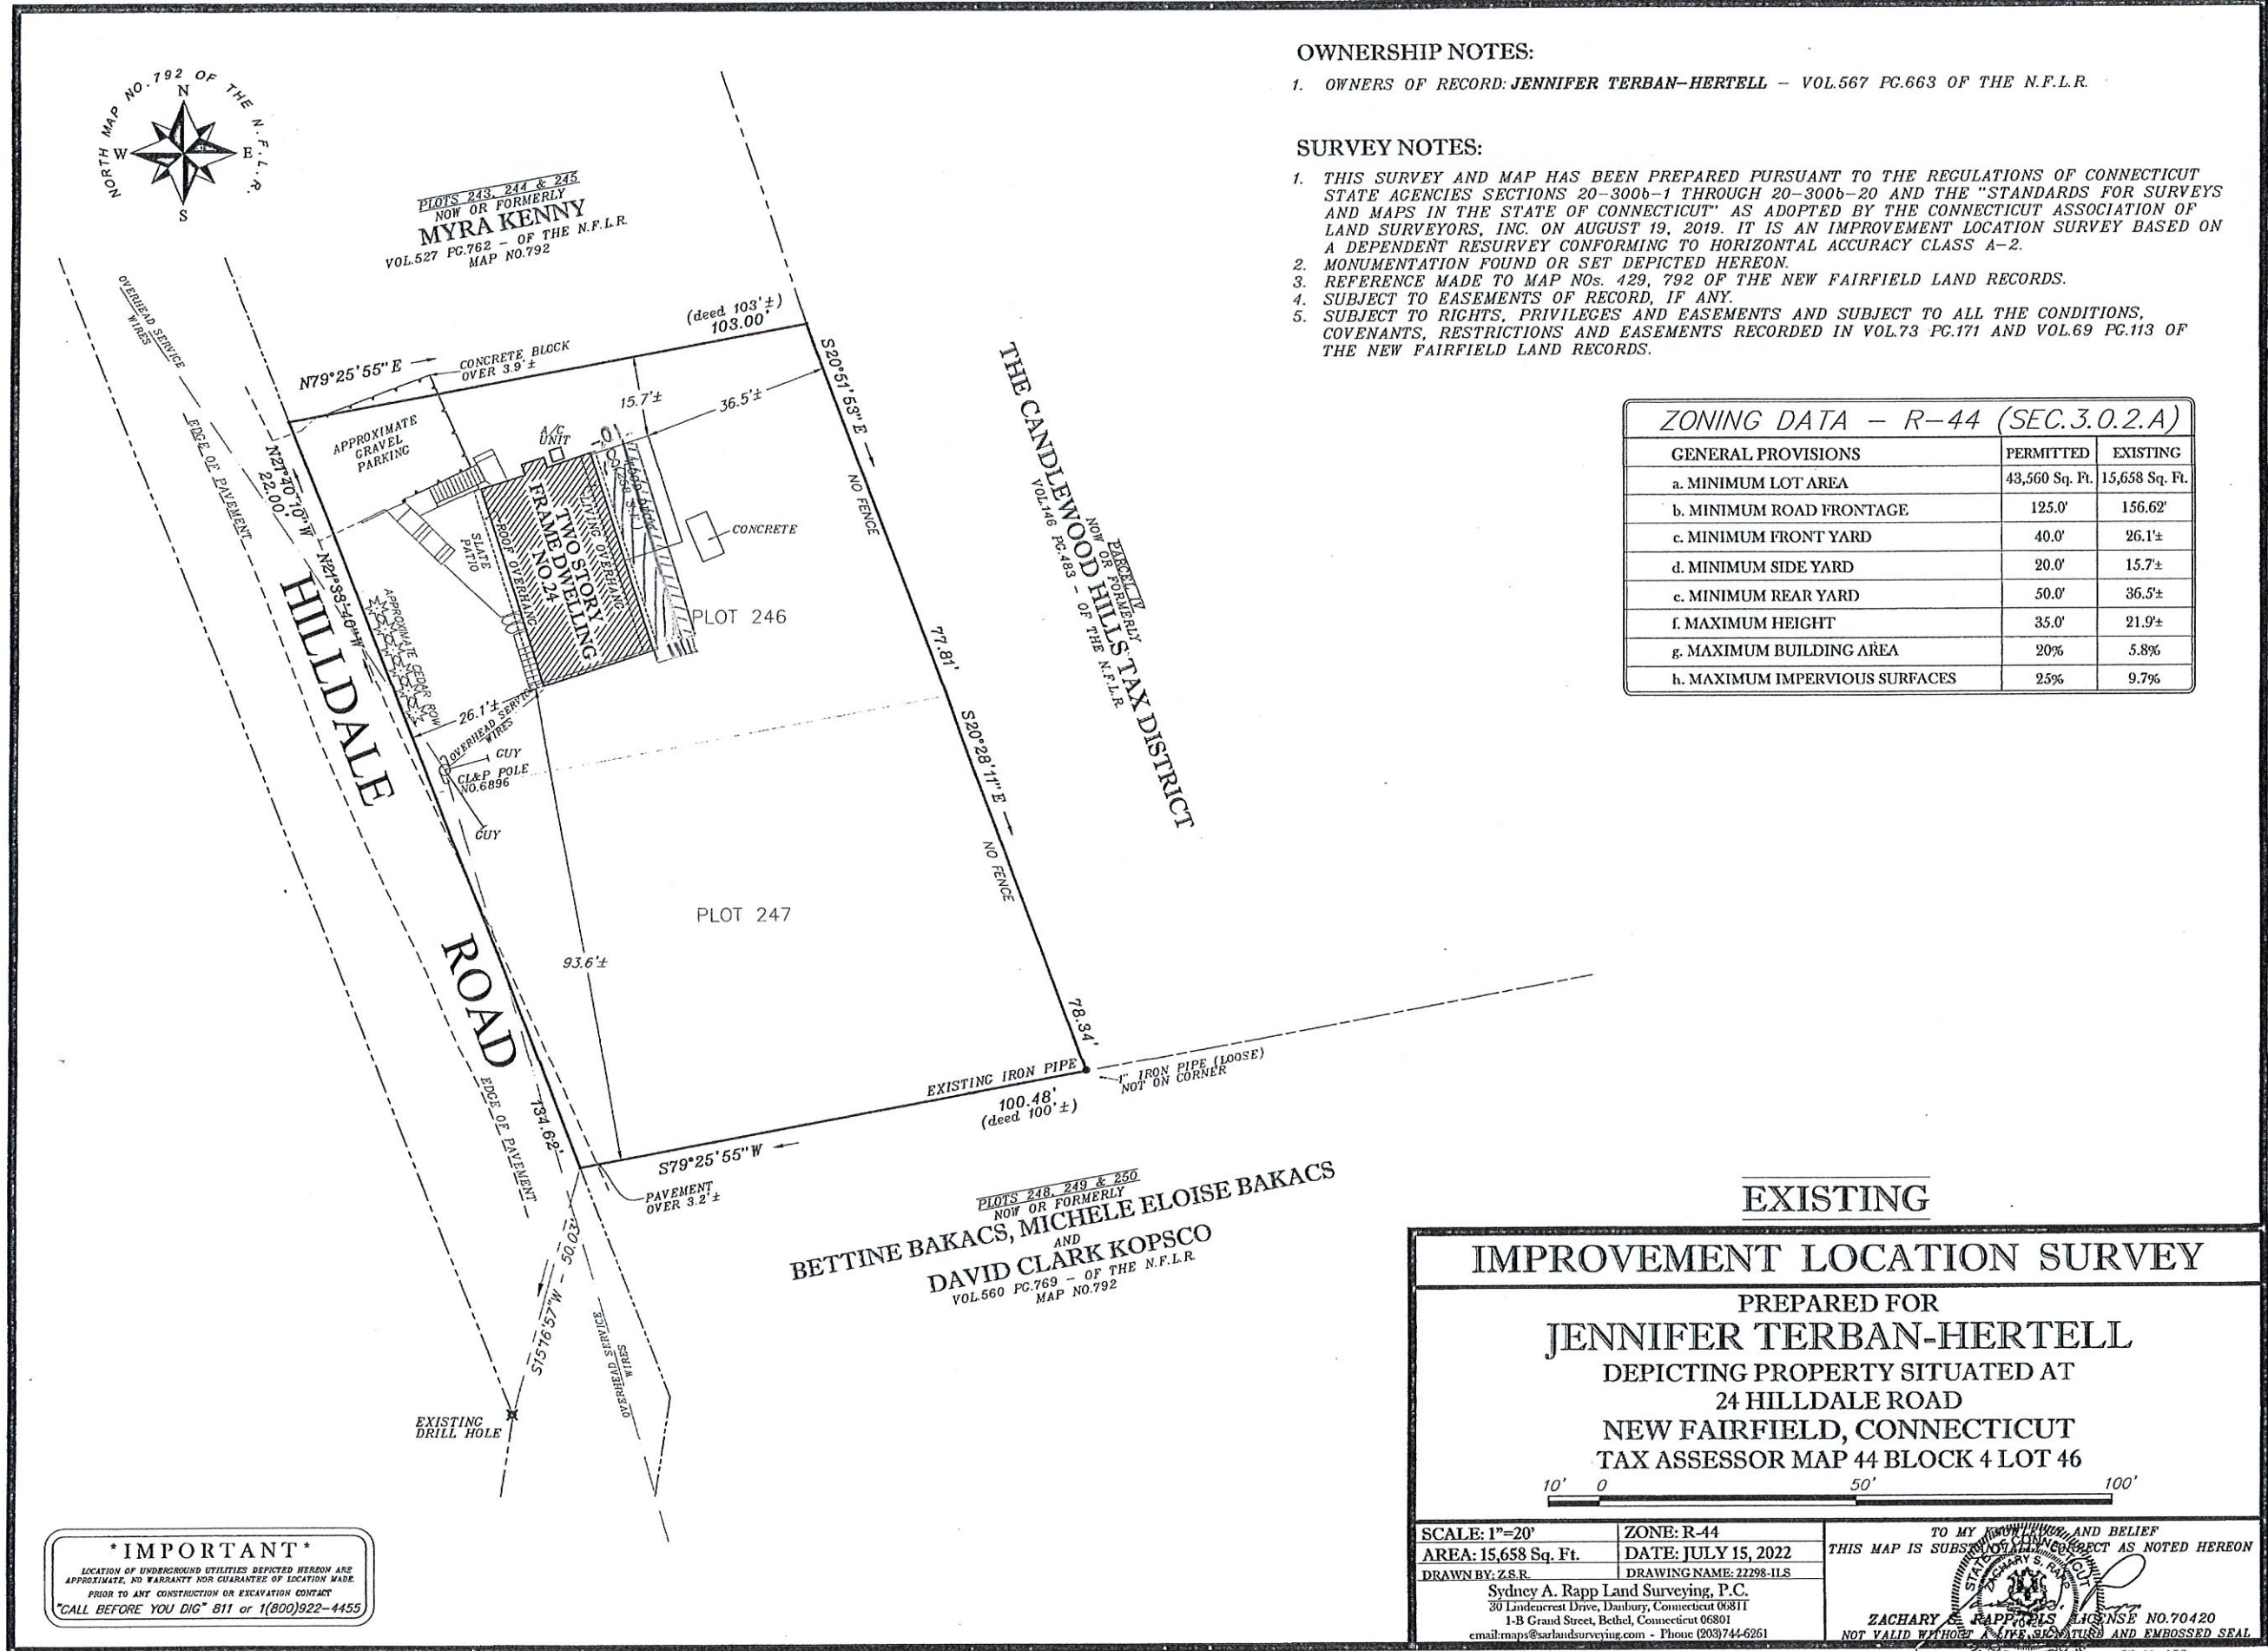 NORTH MAP NO.792 OF THE N.F.L.R.
N
W
E
S
OWNERSHIP NOTES:
1. OWNERS OF RECORD: JENNIFER TERBAN-HERTELL - VOL.567 PG.663 OF THE N.F.L.R.
SURVEY NOTES:
1. THIS SURVEY AND MAP HAS BEEN PREPARED PURSUANT TO THE REGULATIONS OF CONNECTICUT
STATE AGENCIES SECTIONS 20-300b-1 THROUGH 20-300b-20 AND THE "STANDARDS FOR SURVEYS
AND MAPS IN THE STATE OF CONNECTICUT" AS ADOPTED BY THE CONNECTICUT ASSOCIATION OF
LAND SURVEYORS, INC. ON AUGUST 19, 2019. IT IS AN IMPROVEMENT LOCATION SURVEY BASED ON
A DEPENDENT RESURVEY CONFORMING TO HORIZONTAL ACCURACY CLASS A-2.
2. MONUMENTATION FOUND OR SET DEPICTED HEREON.
3. REFERENCE MADE TO MAP NOs. 429, 792 OF THE NEW FAIRFIELD LAND RECORDS.
4. SUBJECT TO EASEMENTS OF RECORD, IF ANY.
5. SUBJECT TO RIGHTS, PRIVILEGES AND EASEMENTS AND SUBJECT TO ALL THE CONDITIONS,
COVENANTS, RESTRICTIONS AND EASEMENTS RECORDED IN VOL.73 PG.171 AND VOL.69 PG.113 OF
THE NEW FAIRFIELD LAND RECORDS.
ZONING DATA - R-44 (SEC.3.0.2.A)
GENERAL PROVISIONS PERMITTED EXISTING
a. MINIMUM LOT AREA 43,560 Sq. Ft. 15,658 Sq. Ft.
b. MINIMUM ROAD FRONTAGE 125.0' 156.62'
c. MINIMUM FRONT YARD 40.0' 26.1'±
d. MINIMUM SIDE YARD 20.0' 15.7'±
e. MINIMUM REAR YARD 50.0' 36.5'±
f. MAXIMUM HEIGHT 35.0' 21.9'±
g. MAXIMUM BUILDING AREA 20% 5.8%
h. MAXIMUM IMPERVIOUS SURFACES 25% 9.7%
PLOTS 243, 244 & 245
NOW OR FORMERLY
MYRA KENNY
VOL.527 PG.762 - OF THE N.F.L.R.
MAP NO.792
OVERHEAD SERVICE
WIRES
(deed 103'±)
103.00'
N79°25'55"E
CONCRETE BLOCK
OVER 3.9'±
15.7'±
36.5'±
S20°51'53"E
NO FENCE
APPROXIMATE
GRAVEL
PARKING
A/C
UNIT
N21°40'10"W
22.00'
EDGE OF PAVEMENT
N21°33'40"W
SLATE
PATIO
ROOF OVERHANG
TWO STORY
FRAME DWELLING
NO.24
LIVING OVERHANG
CONCRETE
PLOT 246
APPROXIMATE CEDAR ROW
HILLDALE
ROAD
26.1'±
OVERHEAD SERVICE
WIRES
GUY
CL&P POLE
NO.6896
GUY
77.81'
S20°28'11"E
NO FENCE
PARCEL IV
NOW OR FORMERLY
THE CANDLEWOOD HILLS TAX DISTRICT
VOL.146 PG.483 - OF THE N.F.L.R.
PLOT 247
93.6'±
78.34'
EXISTING IRON PIPE
1" IRON PIPE (LOOSE)
NOT ON CORNER
100.48'
(deed 100'±)
S79°25'55"W
EDGE OF PAVEMENT
134.62'
PAVEMENT
OVER 3.2'±
PLOTS 248, 249 & 250
NOW OR FORMERLY
BETTINE BAKACS, MICHELE ELOISE BAKACS
AND
DAVID CLARK KOPSCO
VOL.560 PG.769 - OF THE N.F.L.R.
MAP NO.792
S15°16'57"W - 50.03'
OVERHEAD SERVICE
WIRES
EXISTING
DRILL HOLE
EXISTING
IMPROVEMENT LOCATION SURVEY
PREPARED FOR
JENNIFER TERBAN-HERTELL
DEPICTING PROPERTY SITUATED AT
24 HILLDALE ROAD
NEW FAIRFIELD, CONNECTICUT
TAX ASSESSOR MAP 44 BLOCK 4 LOT 46
10' 0 50' 100'
SCALE: 1"=20' ZONE: R-44
AREA: 15,658 Sq. Ft. DATE: JULY 15, 2022
DRAWN BY: Z.S.R. DRAWING NAME: 22298-ILS
Sydney A. Rapp Land Surveying, P.C.
30 Lindencrest Drive, Danbury, Connecticut 06811
1-B Grand Street, Bethel, Connecticut 06801
email:maps@sarlandsurveying.com - Phone (203)744-6261
TO MY KNOWLEDGE AND BELIEF
THIS MAP IS SUBSTANTIALLY CORRECT AS NOTED HEREON
STATE OF CONNECTICUT
ZACHARY S. RAPP
ZACHARY S. RAPP LS LICENSE NO.70420
NOT VALID WITHOUT A LIVE SIGNATURE AND EMBOSSED SEAL
*IMPORTANT*
LOCATION OF UNDERGROUND UTILITIES DEPICTED HEREON ARE
APPROXIMATE, NO WARRANTY NOR GUARANTEE OF LOCATION MADE.
PRIOR TO ANY CONSTRUCTION OR EXCAVATION CONTACT
"CALL BEFORE YOU DIG" 811 or 1(800)922-4455